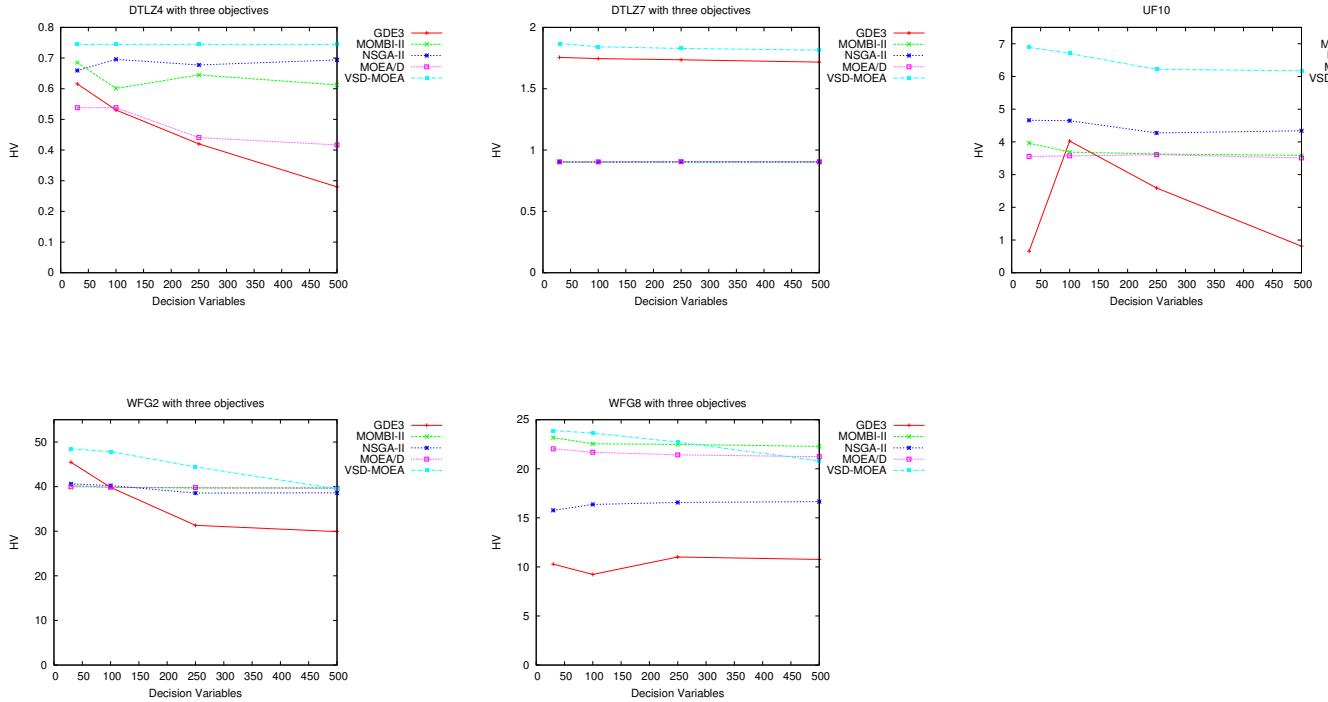 DTLZ4 with three objectives
0.8
0.7
0.6
0.5
0.4
0.3
0.2
0.1
0
HV
0 50 100 150 200 250 300 350 400 450 500
Decision Variables
GDE3
MOMBI-II
NSGA-II
MOEA/D
VSD-MOEA
DTLZ7 with three objectives
2
1.5
1
0.5
0
HV
0 50 100 150 200 250 300 350 400 450 500
Decision Variables
GDE3
MOMBI-II
NSGA-II
MOEA/D
VSD-MOEA
UF10
7
6
5
4
3
2
1
0
HV
0 50 100 150 200 250 300 350 400 450 500
Decision Variables
M
M
VSD
WFG2 with three objectives
50
40
30
20
10
0
HV
0 50 100 150 200 250 300 350 400 450 500
Decision Variables
GDE3
MOMBI-II
NSGA-II
MOEA/D
VSD-MOEA
WFG8 with three objectives
25
20
15
10
5
0
HV
0 50 100 150 200 250 300 350 400 450 500
Decision Variables
GDE3
MOMBI-II
NSGA-II
MOEA/D
VSD-MOEA